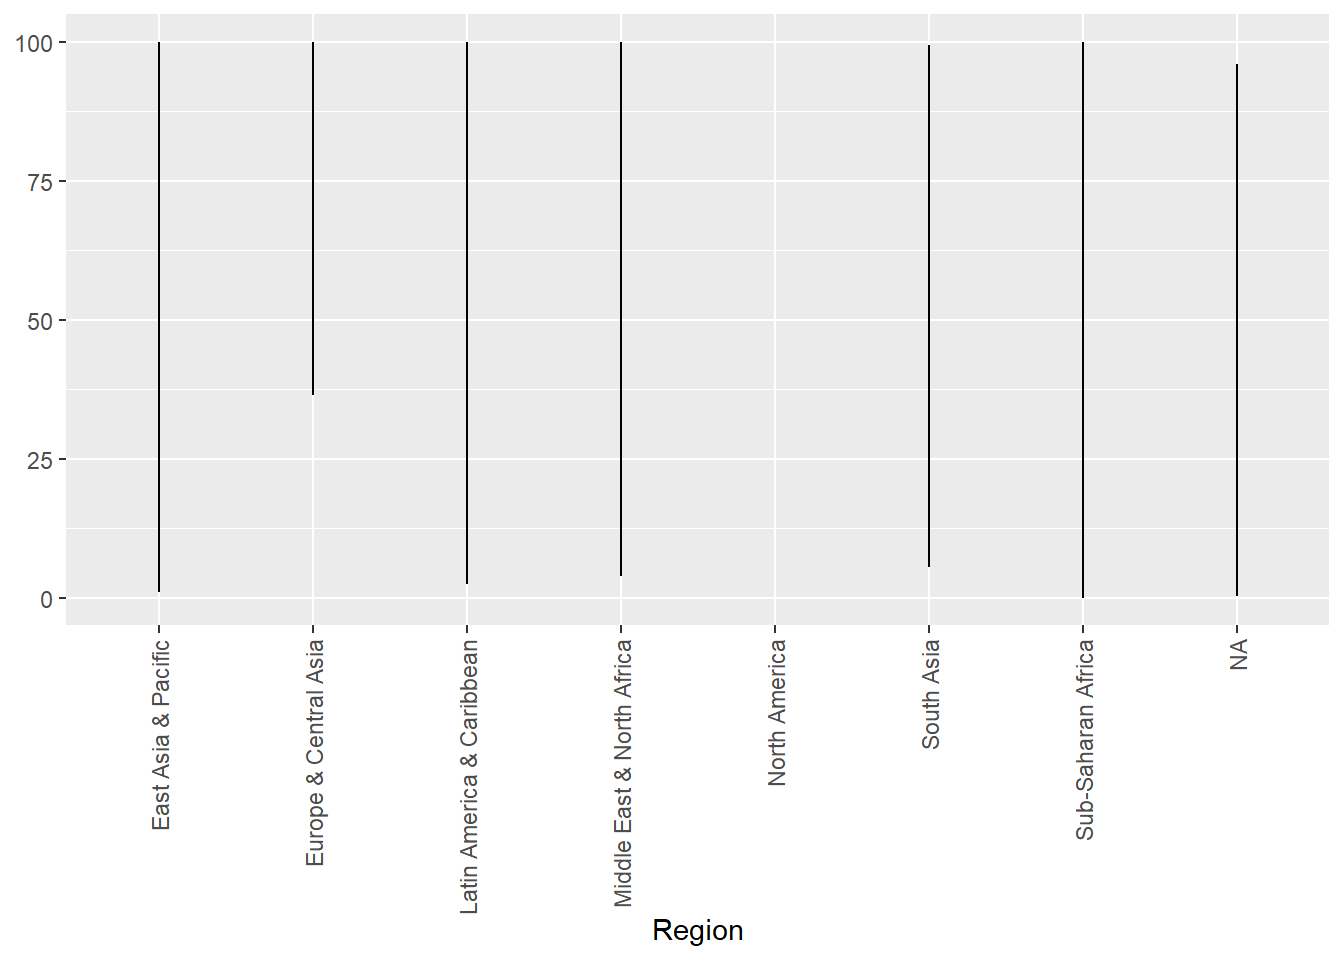 100
75
50
25
0
East Asia & Pacific
Europe & Central Asia
Latin America & Caribbean
Middle East & North Africa
North America
South Asia
Sub-Saharan Africa
NA
Region